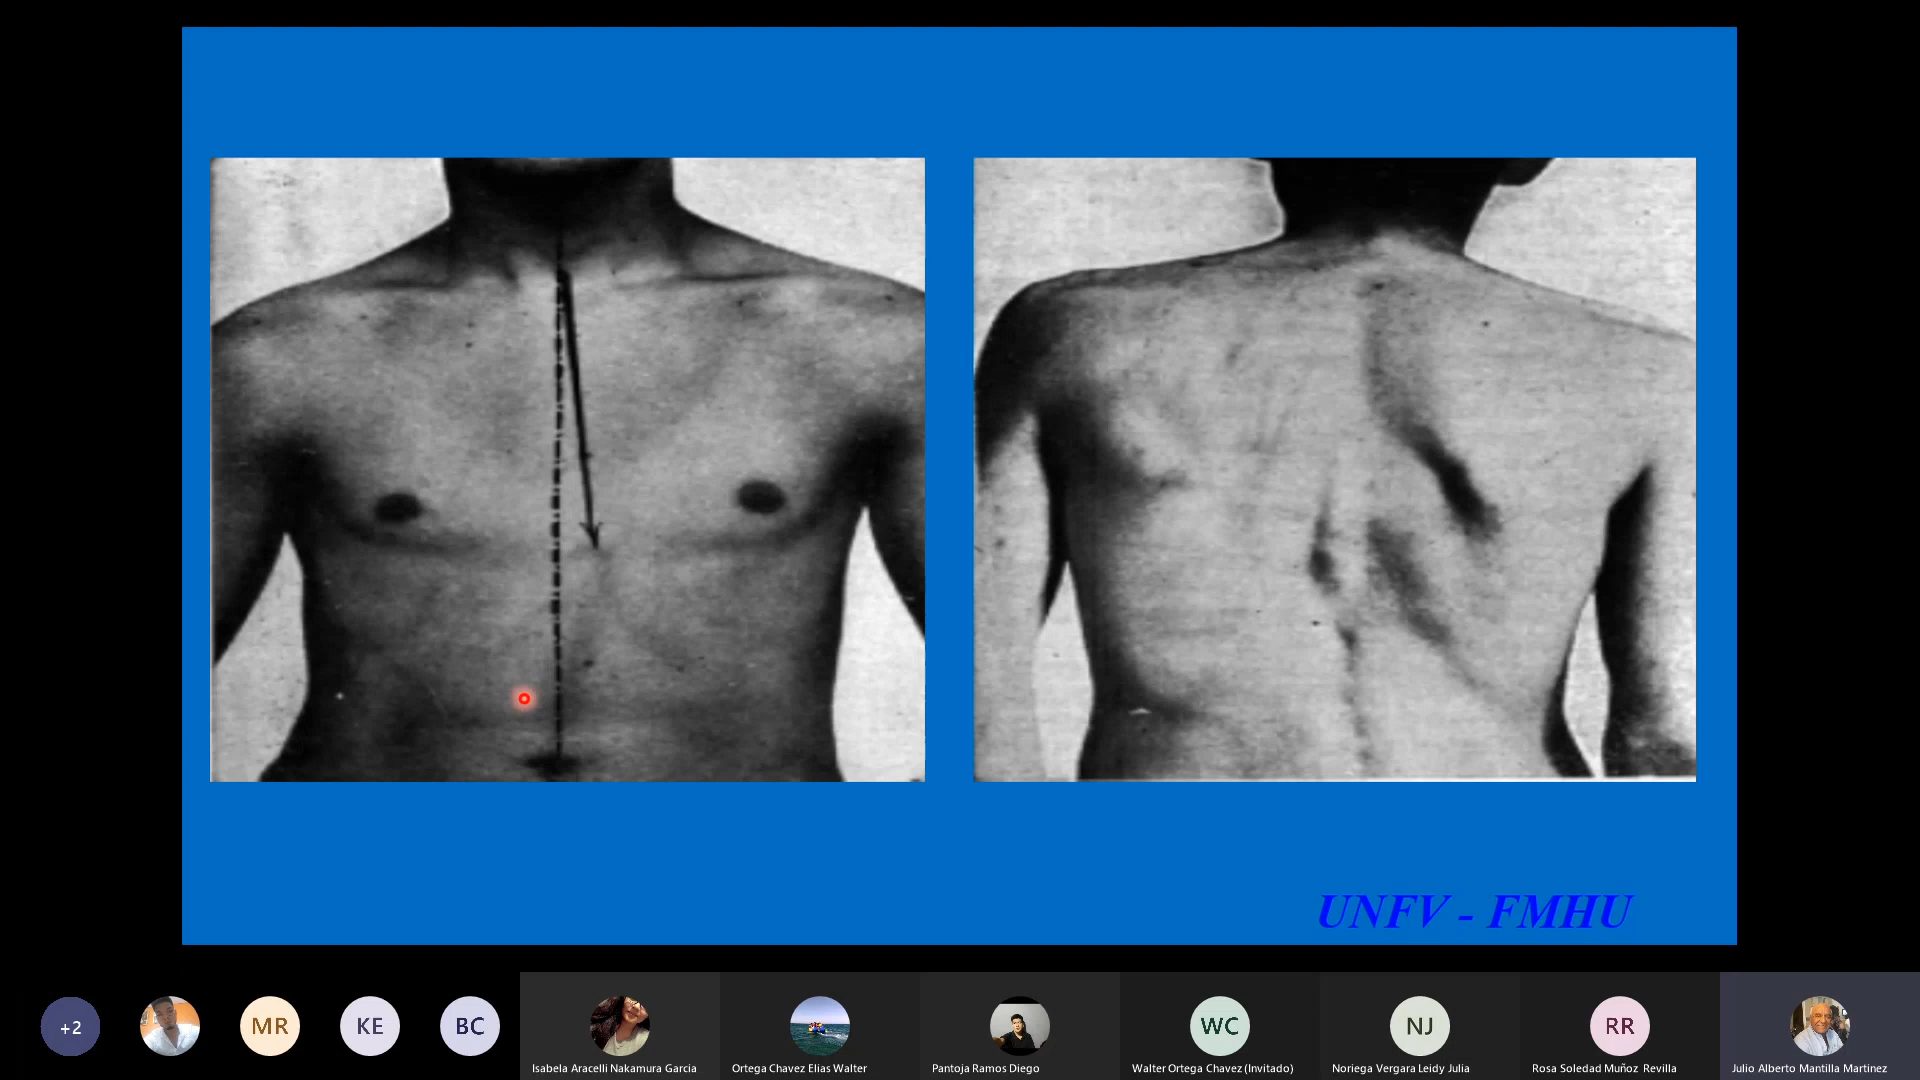 UNFV - FMHU
+2
MR
KE
BC
WC
NJ
RR
Isabela Aracelli Nakamura Garcia
Ortega Chavez Elias Walter
Pantoja Ramos Diego
Walter Ortega Chavez (Invitado)
Noriega Vergara Leidy Julia
Rosa Soledad Muñoz Revilla
Julio Alberto Mantilla Martinez